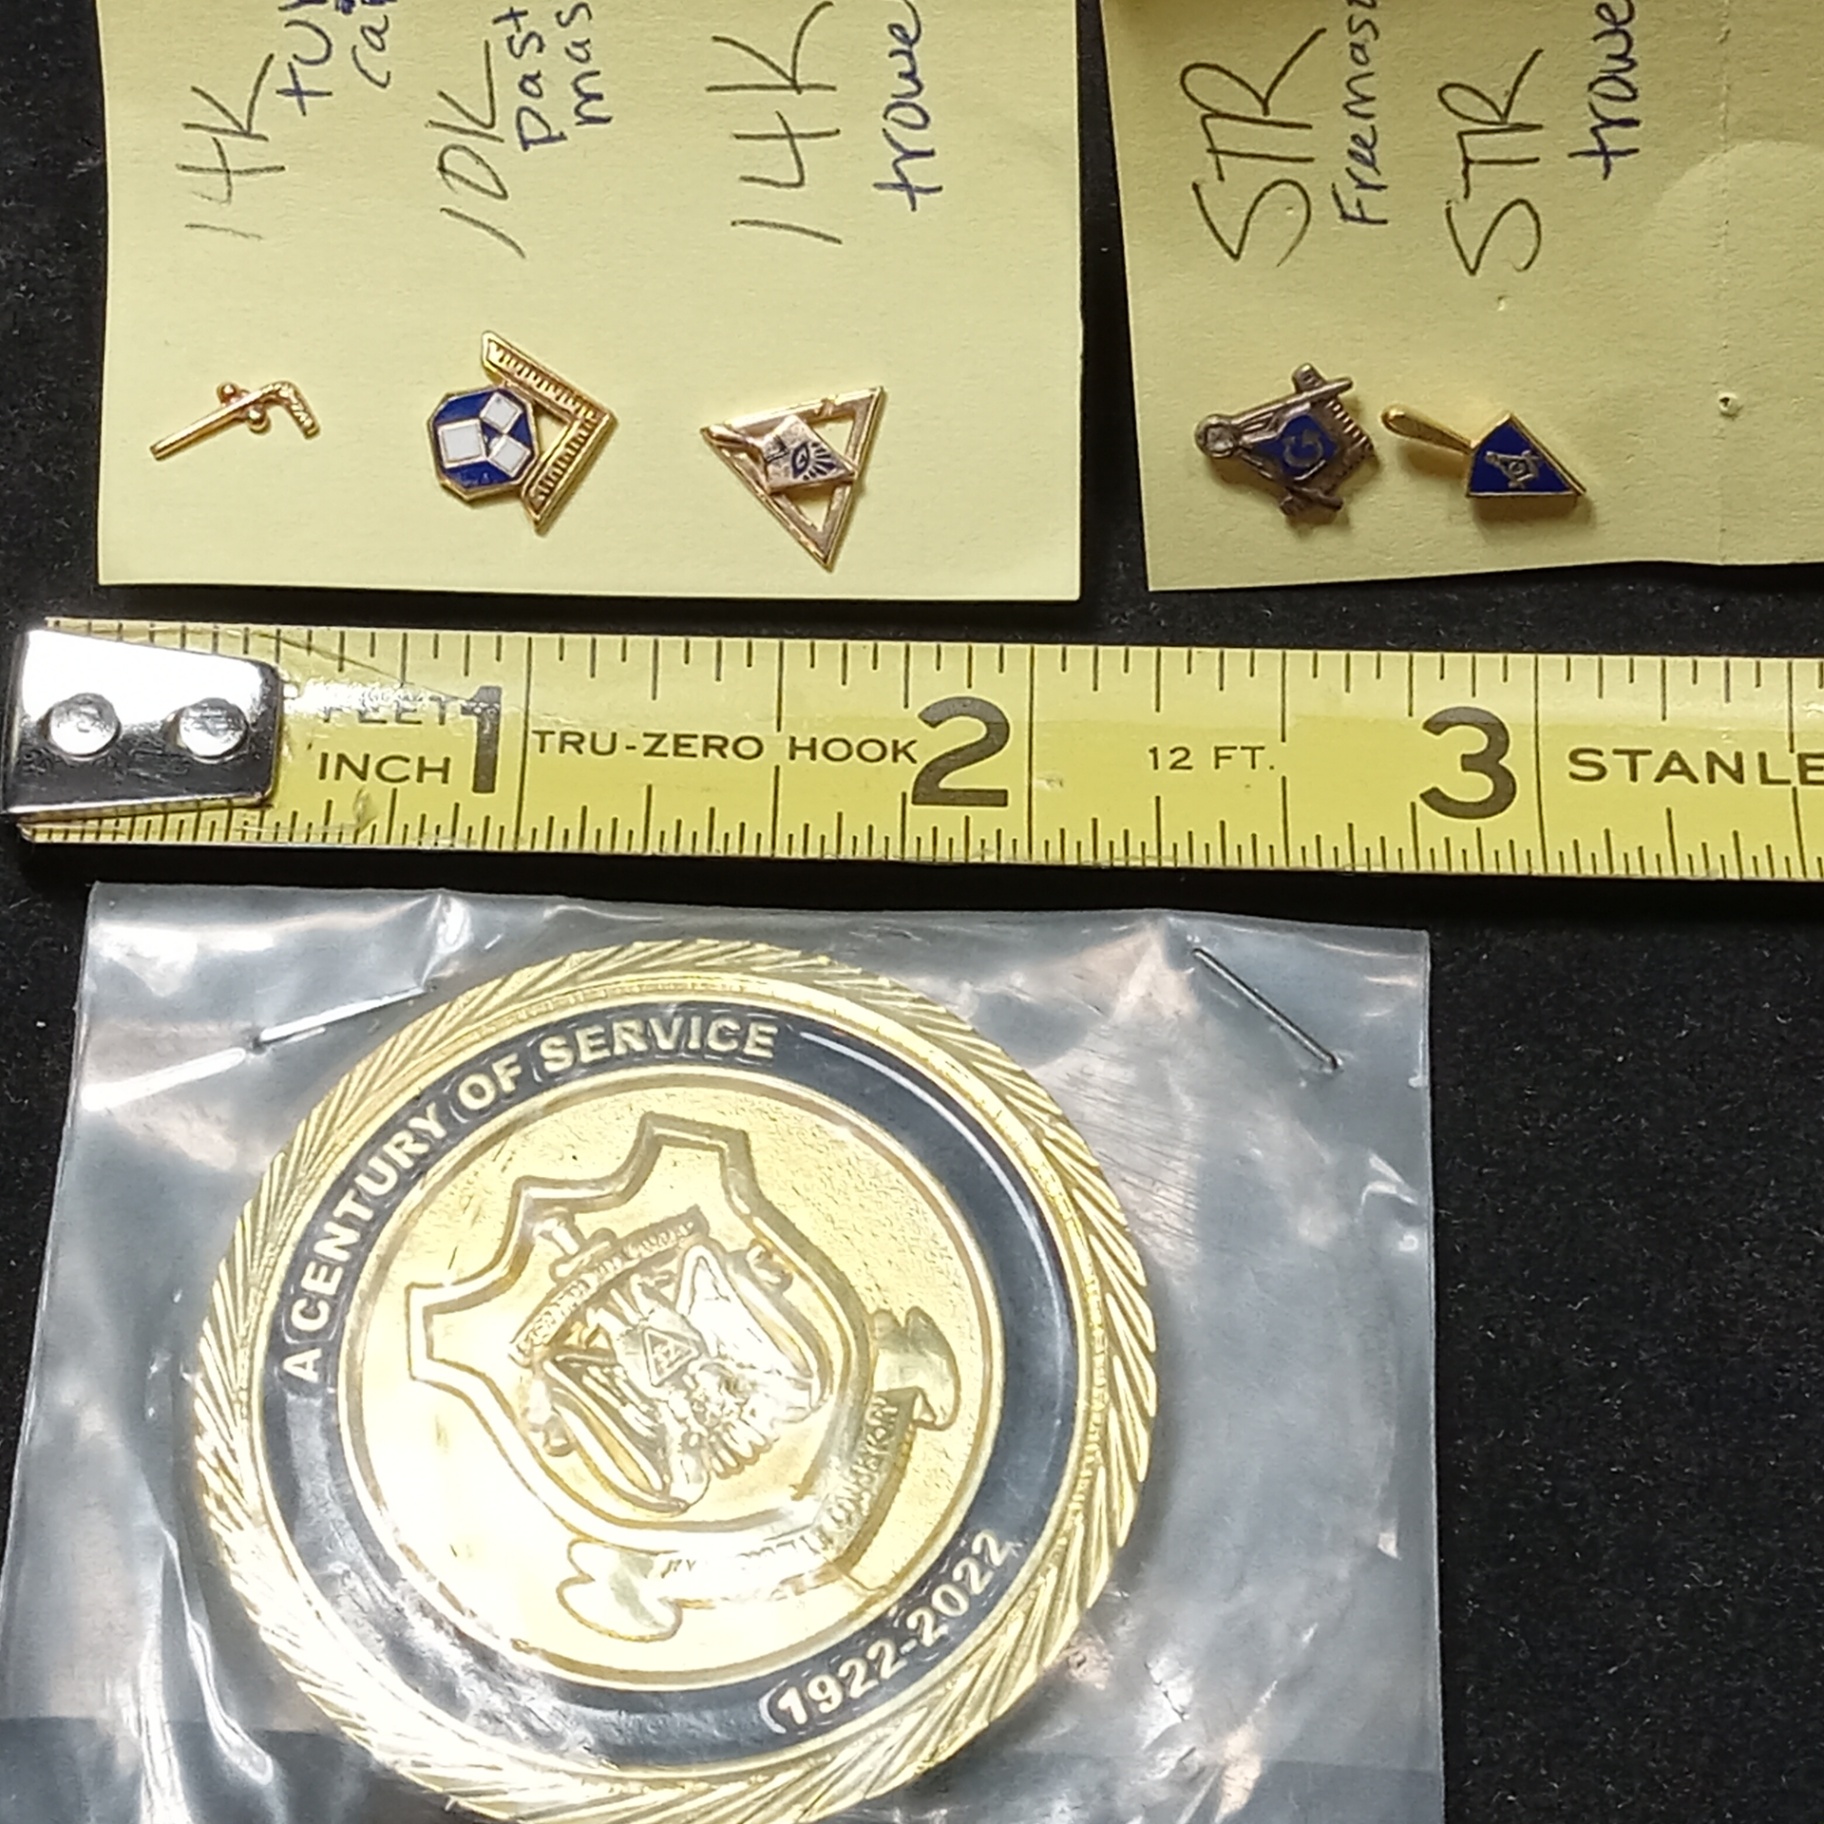 14K
10K
past
mas
14K
trowe
STR
Freemas
STR
trowe
FEET
INCH
1
TRU-ZERO HOOK
2
12 FT.
3
STANLE
A CENTURY OF SERVICE
1922-2022
G